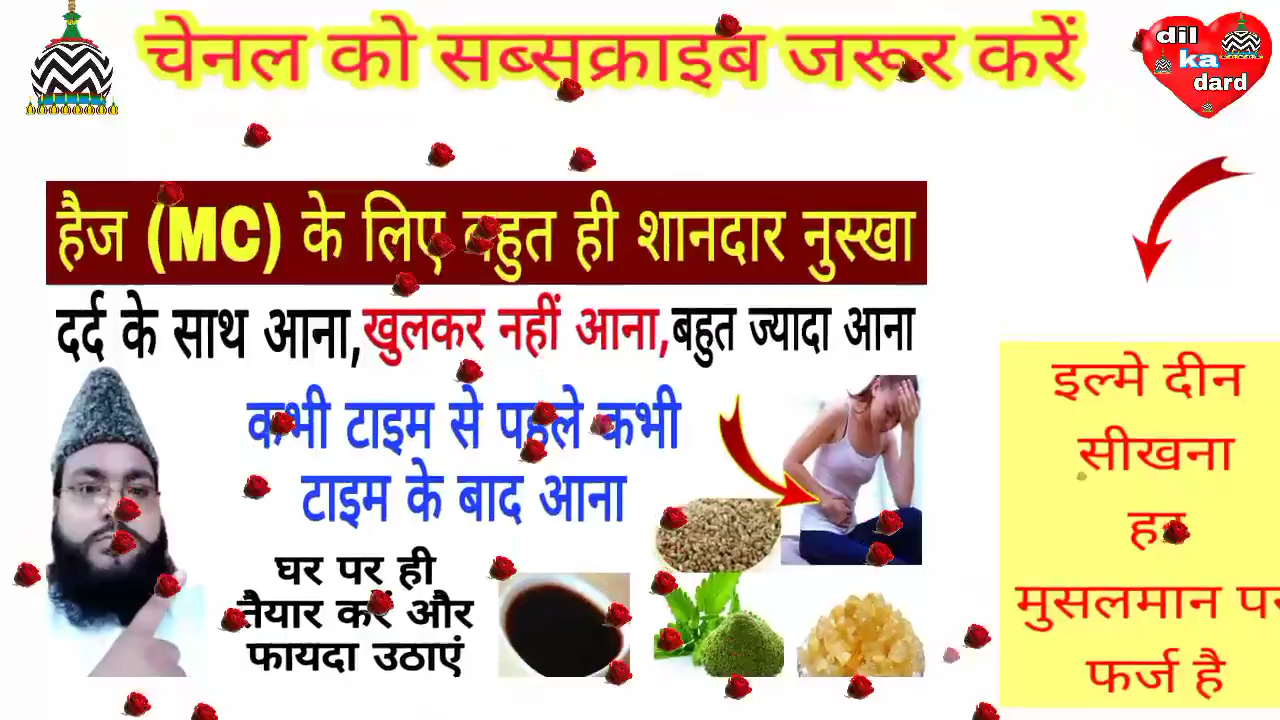 चेनल को सब्सक्राइब जरूर करें
dil
ka
dard
हैज (MC) के लिए बहुत ही शानदार नुस्खा
दर्द के साथ आना,खुलकर नहीं आना,बहुत ज्यादा आना
कभी टाइम से पहले कभी
टाइम के बाद आना
घर पर ही
तैयार करें और
फायदा उठाएं
इल्मे दीन
सीखना
हर
मुसलमान पर
फर्ज है